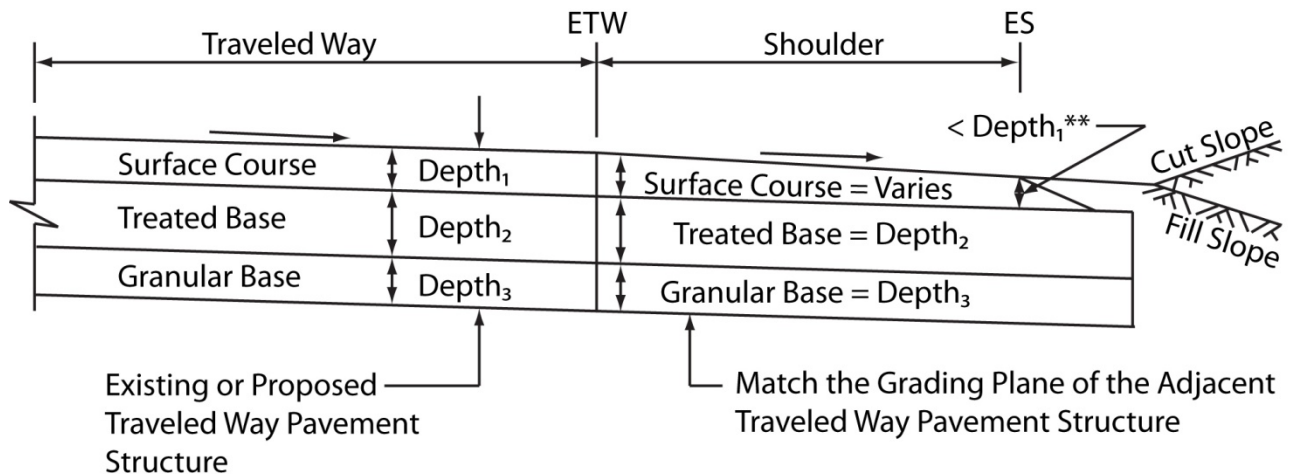 ETW
ES
Traveled Way
Shoulder
< Depth₁**
Cut Slope
Surface Course
Depth₁
Surface Course = Varies
Treated Base
Depth₂
Treated Base = Depth₂
Fill Slope
Granular Base
Depth₃
Granular Base = Depth₃
Existing or Proposed
Traveled Way Pavement
Structure
Match the Grading Plane of the Adjacent
Traveled Way Pavement Structure